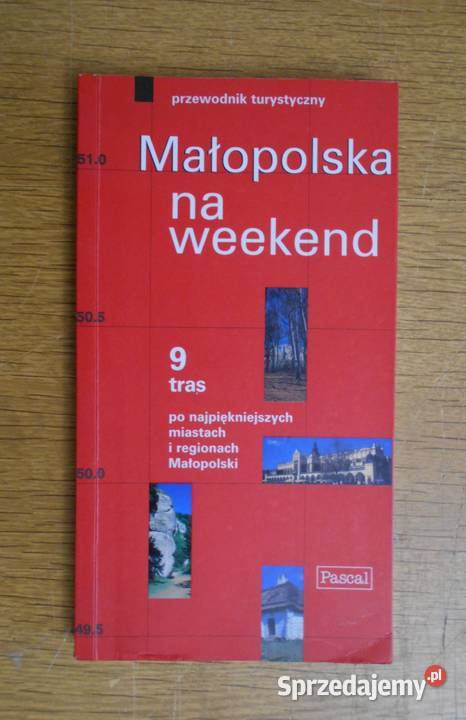 przewodnik turystyczny
51.0
Małopolska
na
weekend
50.5
9
tras
po najpiękniejszych
miastach
i regionach
Małopolski
50.0
Pascal
49.5
Sprzedajemy.pl